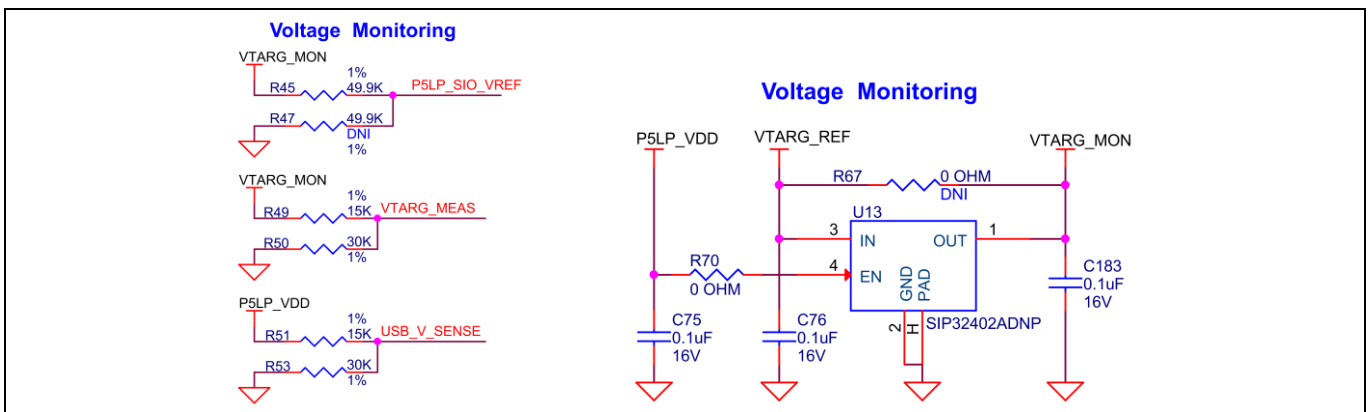 Voltage Monitoring
VTARG_MON
1%
R45 49.9K P5LP_SIO_VREF
R47 49.9K
DNI
1%
VTARG_MON
1%
R49 15K VTARG_MEAS
R50 30K
1%
P5LP_VDD
1%
R51 15K USB_V_SENSE
R53 30K
1%
Voltage Monitoring
P5LP_VDD VTARG_REF VTARG_MON
R67 0 OHM
DNI
U13
3 IN OUT 1
R70 4 EN
0 OHM
GND
PAD
2 H
SIP32402ADNP
C75
0.1uF
16V
C76
0.1uF
16V
C183
0.1uF
16V